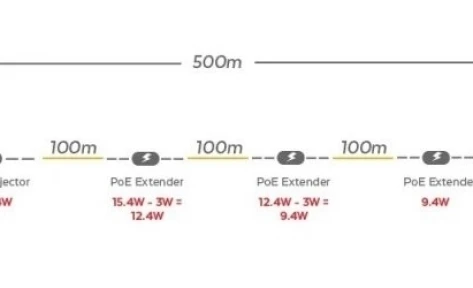 500m
100m 100m 100m
jector PoE Extender PoE Extender PoE Extende
W 15.4W - 3W = 12.4W - 3W = 9.4W
12.4W 9.4W